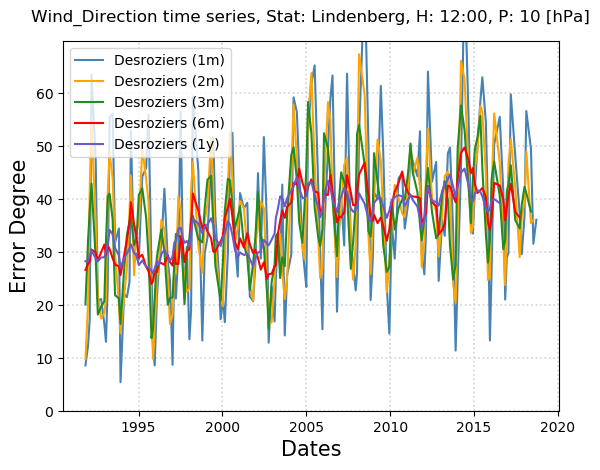 Wind_Direction time series, Stat: Lindenberg, H: 12:00, P: 10 [hPa]
Desroziers (1m)
Desroziers (2m)
Desroziers (3m)
Desroziers (6m)
Desroziers (1y)
Error Degree
60
50
40
30
20
10
0
1995 2000 2005 2010 2015 2020
Dates